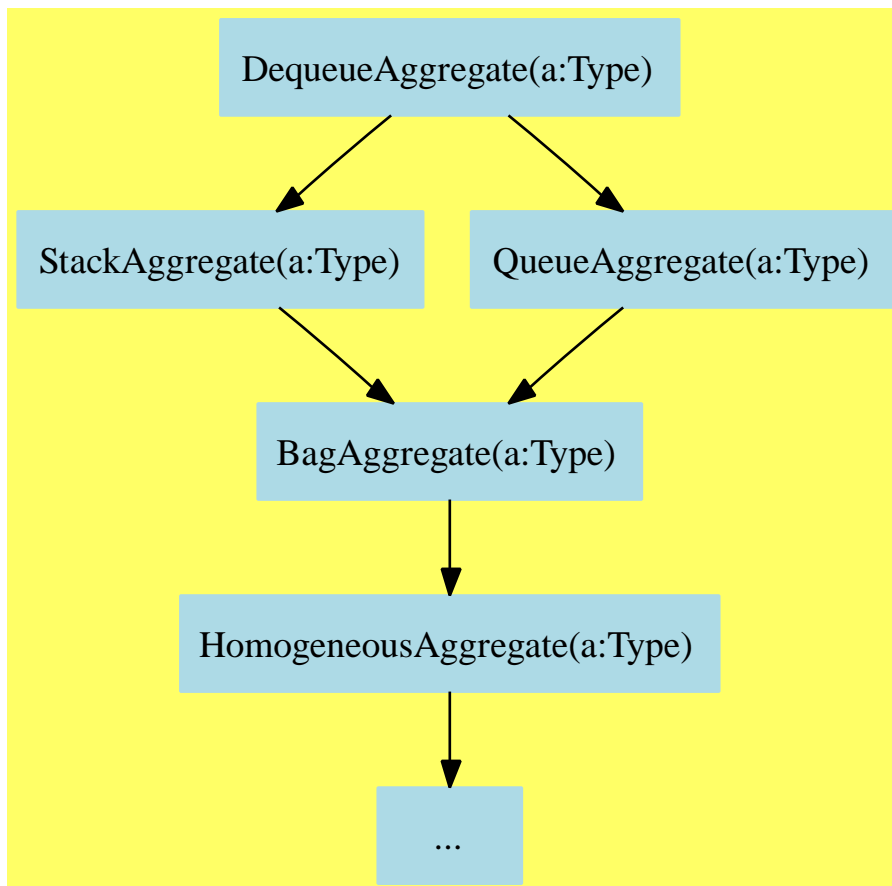 DequeueAggregate(a:Type)
StackAggregate(a:Type)
QueueAggregate(a:Type)
BagAggregate(a:Type)
HomogeneousAggregate(a:Type)
...